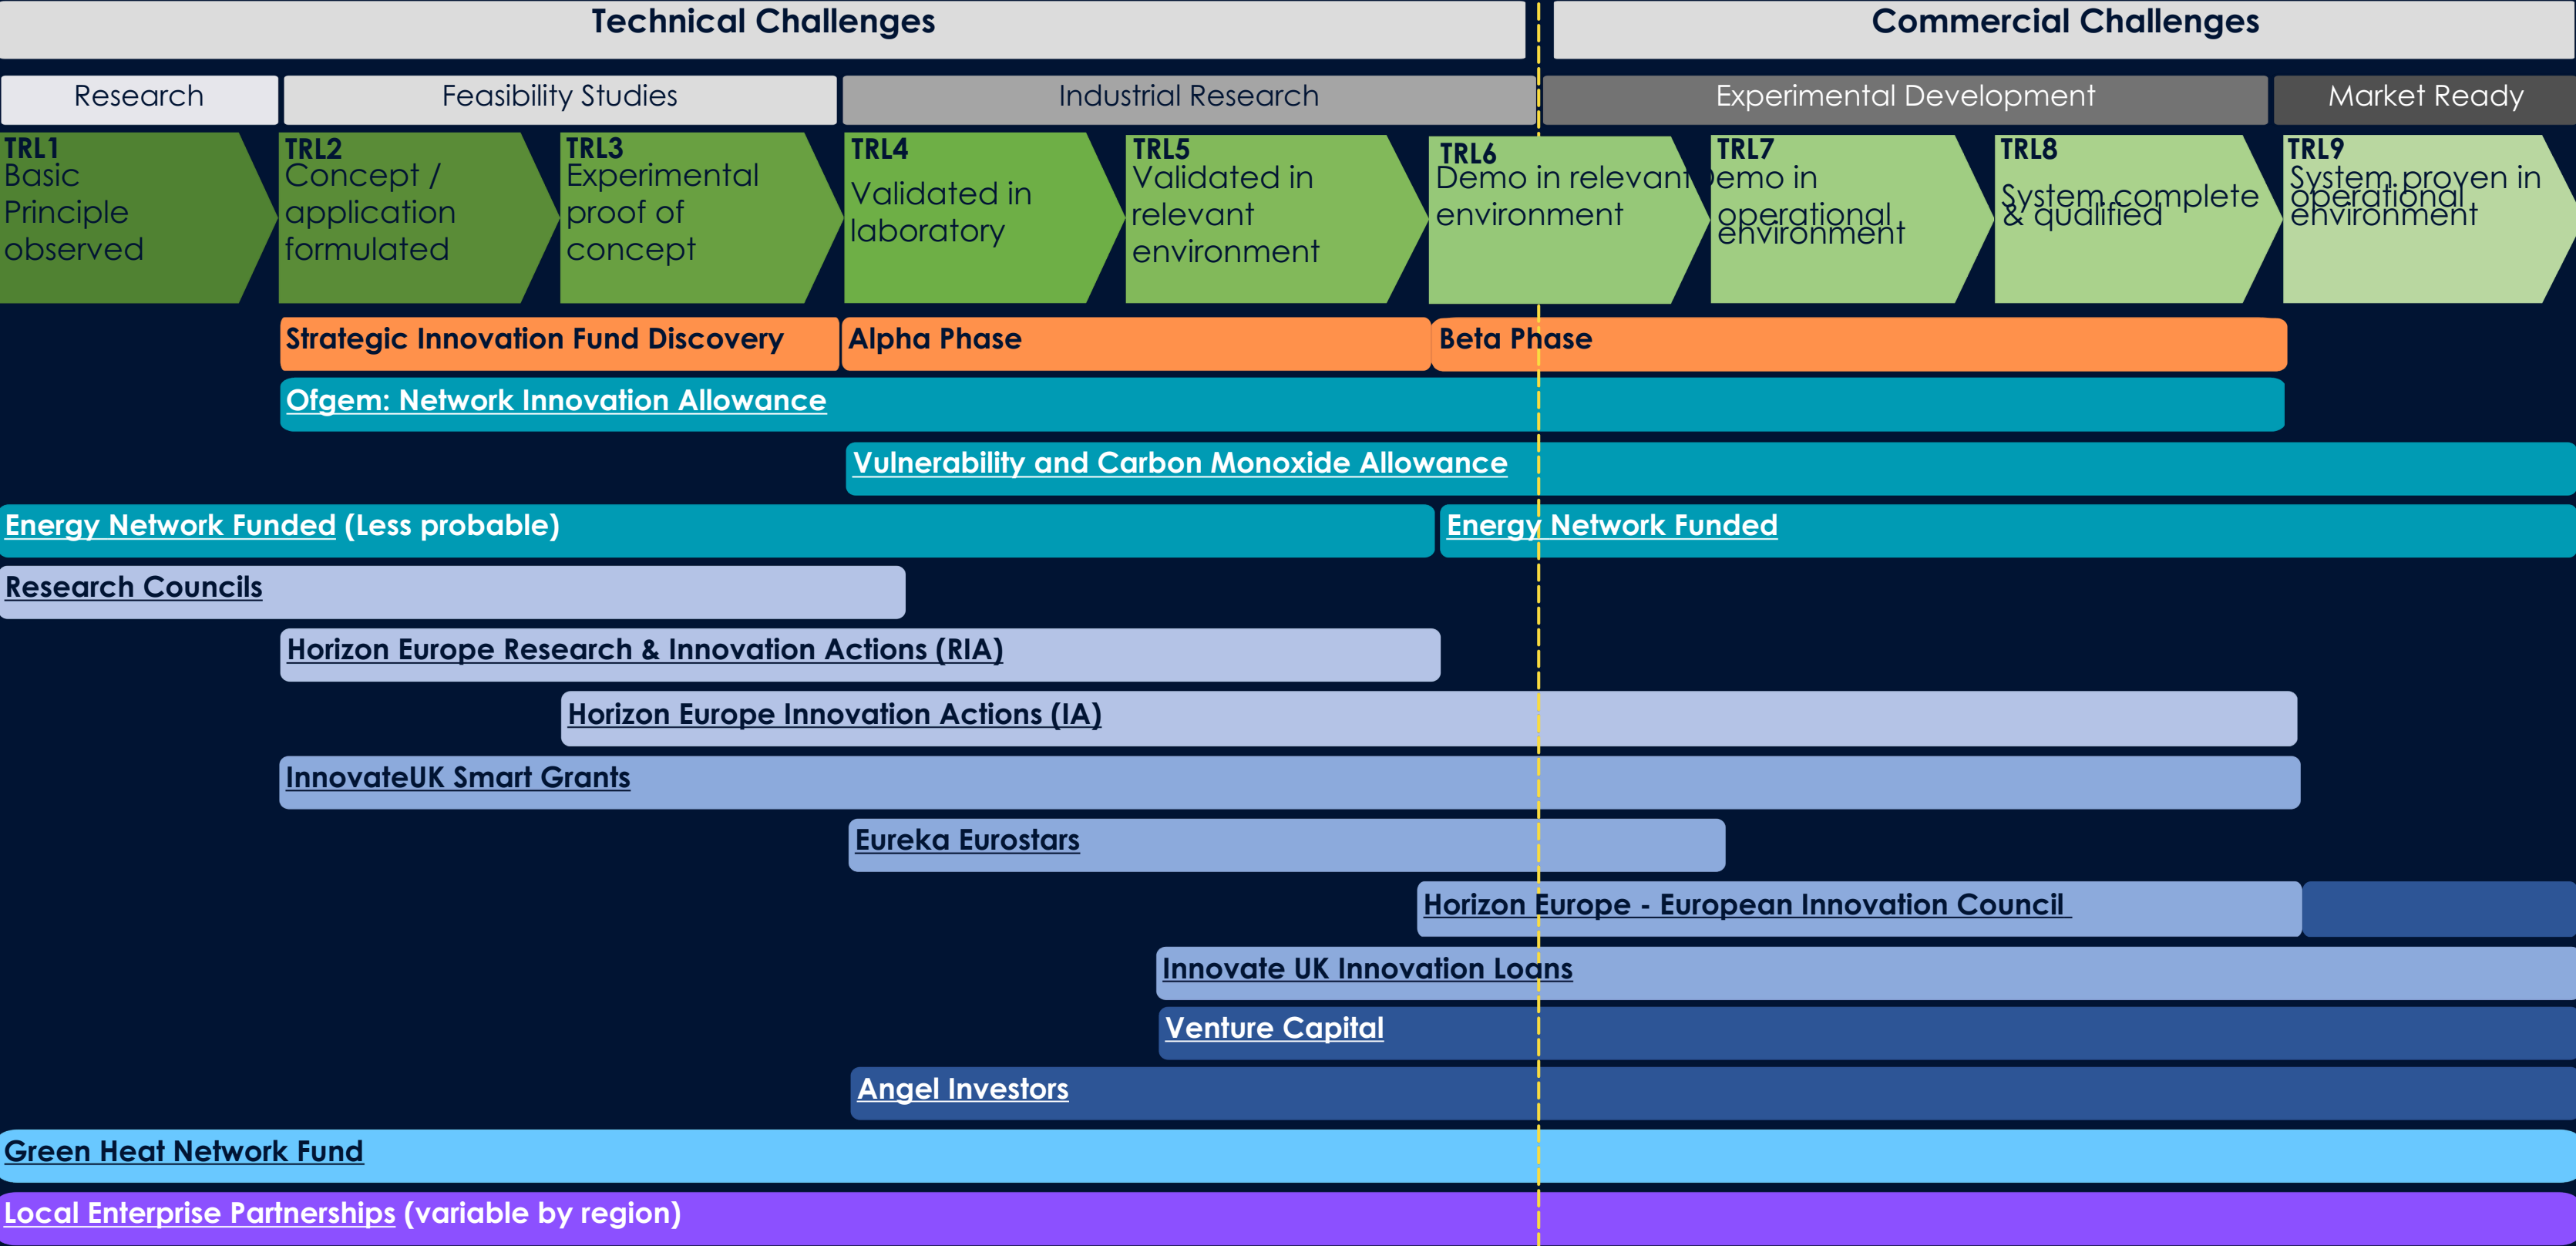 Technical Challenges
Commercial Challenges
Research
Feasibility Studies
Industrial Research
Experimental Development
Market Ready
TRL1
Basic
Principle
observed
TRL2
Concept /
application
formulated
TRL3
Experimental
proof of
concept
TRL4
Validated in
laboratory
TRL5
Validated in
relevant
environment
TRL6
Demo in relevant
environment
TRL7
Demo in
operational
environment
TRL8
System complete
& qualified
TRL9
System proven in
operational
environment
Strategic Innovation Fund Discovery
Alpha Phase
Beta Phase
Ofgem: Network Innovation Allowance
Vulnerability and Carbon Monoxide Allowance
Energy Network Funded (Less probable)
Energy Network Funded
Research Councils
Horizon Europe Research & Innovation Actions (RIA)
Horizon Europe Innovation Actions (IA)
InnovateUK Smart Grants
Eureka Eurostars
Horizon Europe - European Innovation Council
Innovate UK Innovation Loans
Venture Capital
Angel Investors
Green Heat Network Fund
Local Enterprise Partnerships (variable by region)